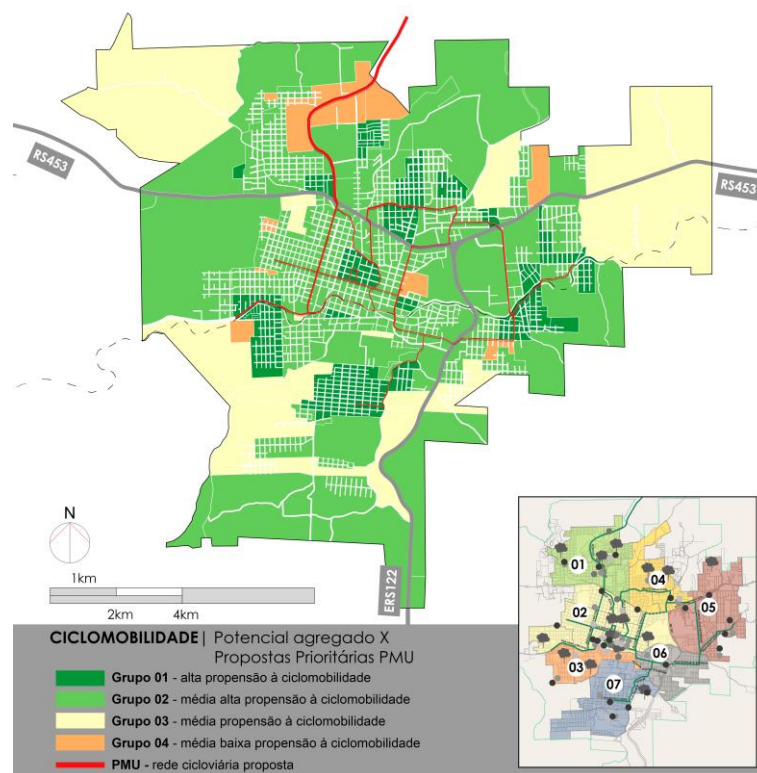 RS453
RS453
N
1km
2km 4km
ERS122
CICLOMOBILIDADE | Potencial agregado X
Propostas Prioritárias PMU
Grupo 01 - alta propensão à ciclomobilidade
Grupo 02 - média alta propensão à ciclomobilidade
Grupo 03 - média propensão à ciclomobilidade
Grupo 04 - média baixa propensão à ciclomobilidade
PMU - rede cicloviária proposta
01
04
05
02
06
03
07